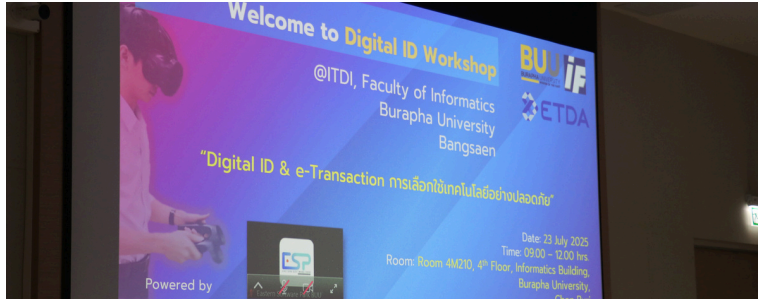 Welcome to Digital ID Workshop
@ITDI, Faculty of Informatics
Burapha University
Bangsaen
BUU
iF
ETDA
"Digital ID & e-Transaction การเลือกใช้เทคโนโลยีอย่างปลอดภัย"
Date: 23 July 2025
Time: 09:00 – 12:00 hrs.
Room: Room 4M210, 4th Floor, Informatics Building,
Burapha University,
ESP
Powered by